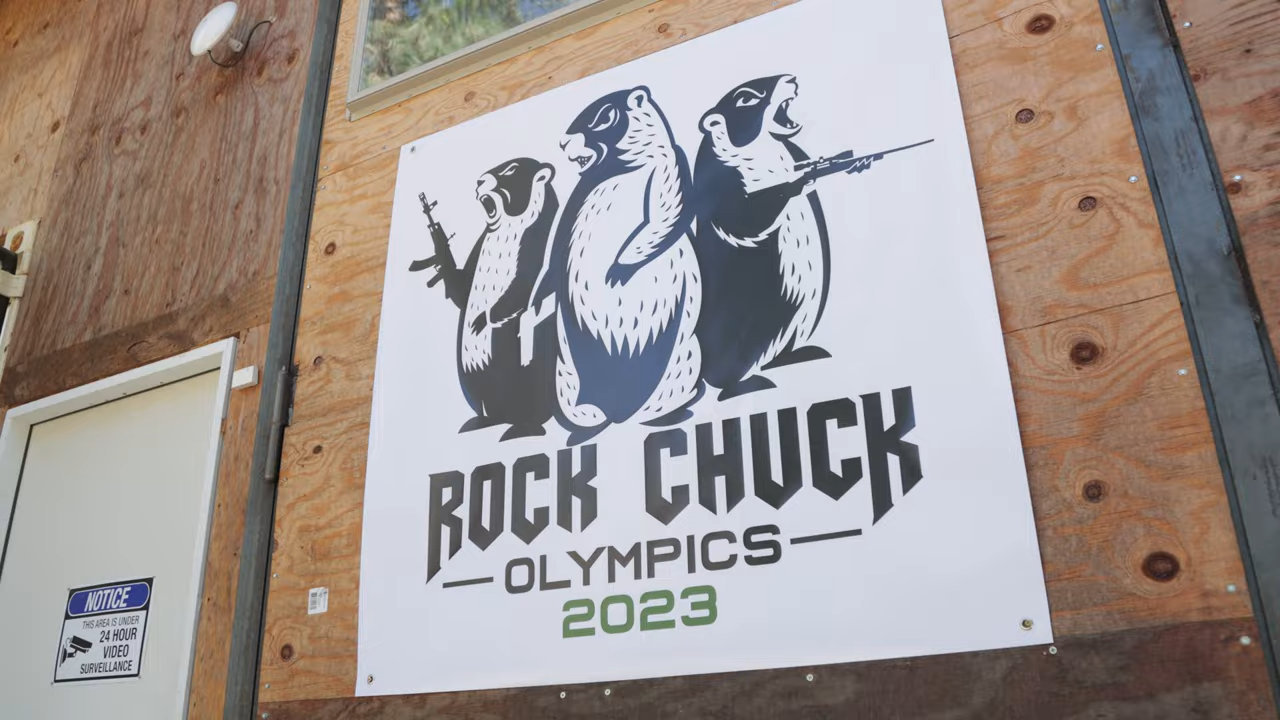 ROCK CHUCK
OLYMPICS
2023
NOTICE
THIS AREA IS UNDER
24 HOUR
VIDEO
SURVEILLANCE